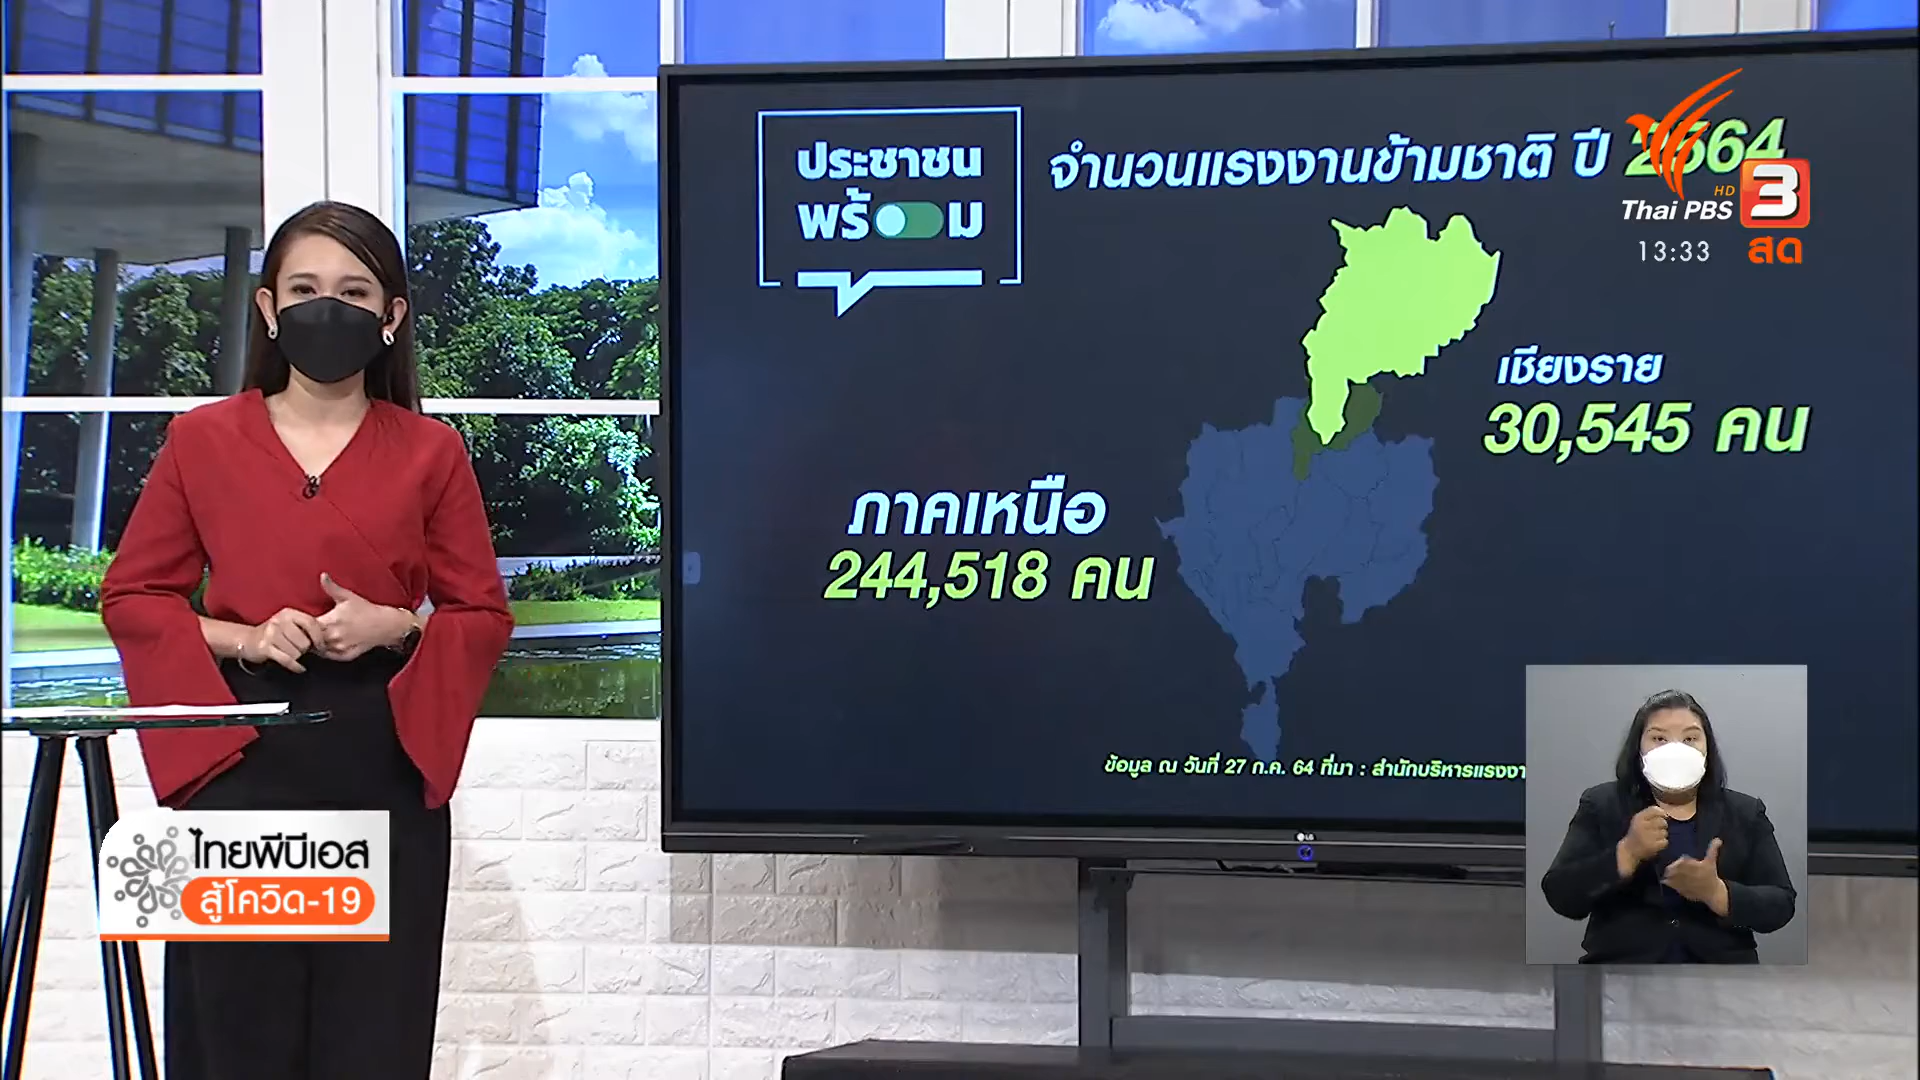 ประชาชน
พร้อม
จำนวนแรงงานข้ามชาติ ปี 2564
HD
Thai PBS 3
13:33 สด
เชียงราย
30,545 คน
ภาคเหนือ
244,518 คน
ข้อมูล ณ วันที่ 27 ก.ค. 64 ที่มา : สำนักบริหารแรงงา
LG
ไทยพีบีเอส
สู้โควิด-19